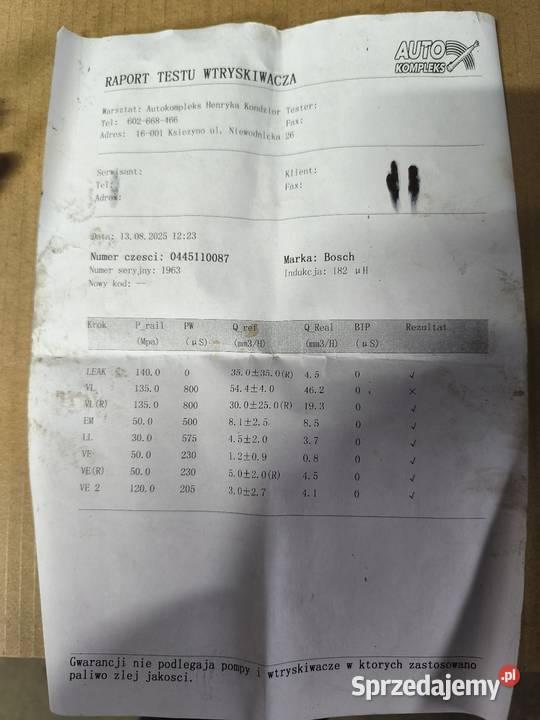 AUTO
KOMPLEKS
RAPORT TESTU WTRYSKIWACZA
Warsztat: Autokompleks Henryka Kondzior Tester:
Tel: 602-668-466 Fax:
Adres: 16-001 Ksiezyno ul, Niewodnicka 26
Serwisant: Klient:
Tel: Fax:
Adres:
Data: 13.08.2025 12:23
Numer czesci: 0445110087 Marka: Bosch
Numer seryjny: 1963 Indukcja: 182 μH
Nowy kod: —
Krok P_rail PW Q_ref Q_Real BIP Rezultat
(Mpa) (μS) (mm3/H) (mm3/H) (μS)
LEAK 140.0 0 35.0±35.0(R) 4.5 0 √
VL 135.0 800 54.4±4.0 46.2 0 ×
VL(R) 135.0 800 30.0±25.0(R) 19.3 0 √
EM 50.0 500 8.1±2.5 8.5 0 √
LL 30.0 575 4.5±2.0 3.7 0 √
VE 50.0 230 1.2±0.9 0.8 0 √
VE(R) 50.0 230 5.0±2.0(R) 4.5 0 √
VE 2 120.0 205 3.0±2.7 4.1 0 √
Gwarancji nie podlegaja pompy i wtryskiwacze w ktorych zastosowano
paliwo zlej jakosci.
Sprzedajemy.pl